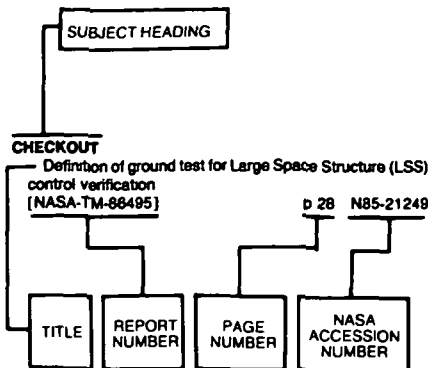 SUBJECT HEADING
CHECKOUT
Definition of ground test for Large Space Structure (LSS)
control verification
[NASA-TM-86495] p 28 N85-21249
TITLE
REPORT NUMBER
PAGE NUMBER
NASA ACCESSION NUMBER